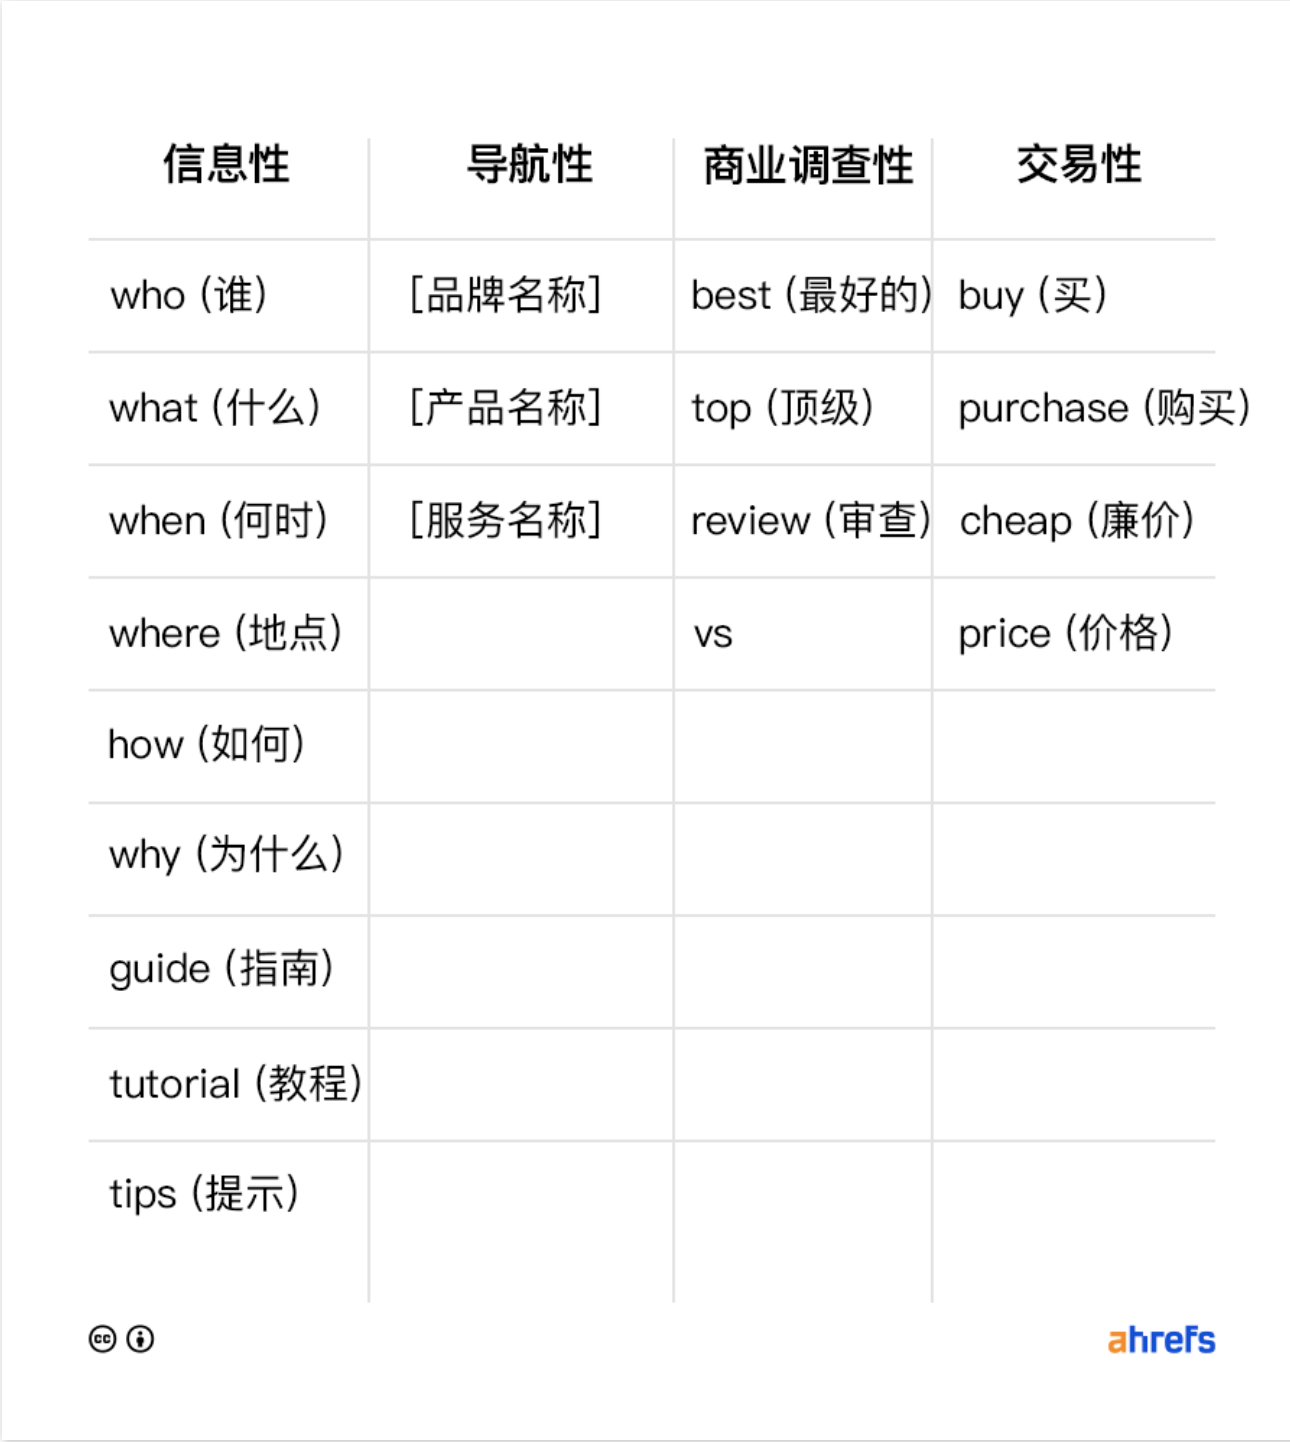 信息性 导航性 商业调查性 交易性
who (谁) [品牌名称] best (最好的) buy (买)
what (什么) [产品名称] top (顶级) purchase (购买)
when (何时) [服务名称] review (审查) cheap (廉价)
where (地点) vs price (价格)
how (如何)
why (为什么)
guide (指南)
tutorial (教程)
tips (提示)
cc ahrefs